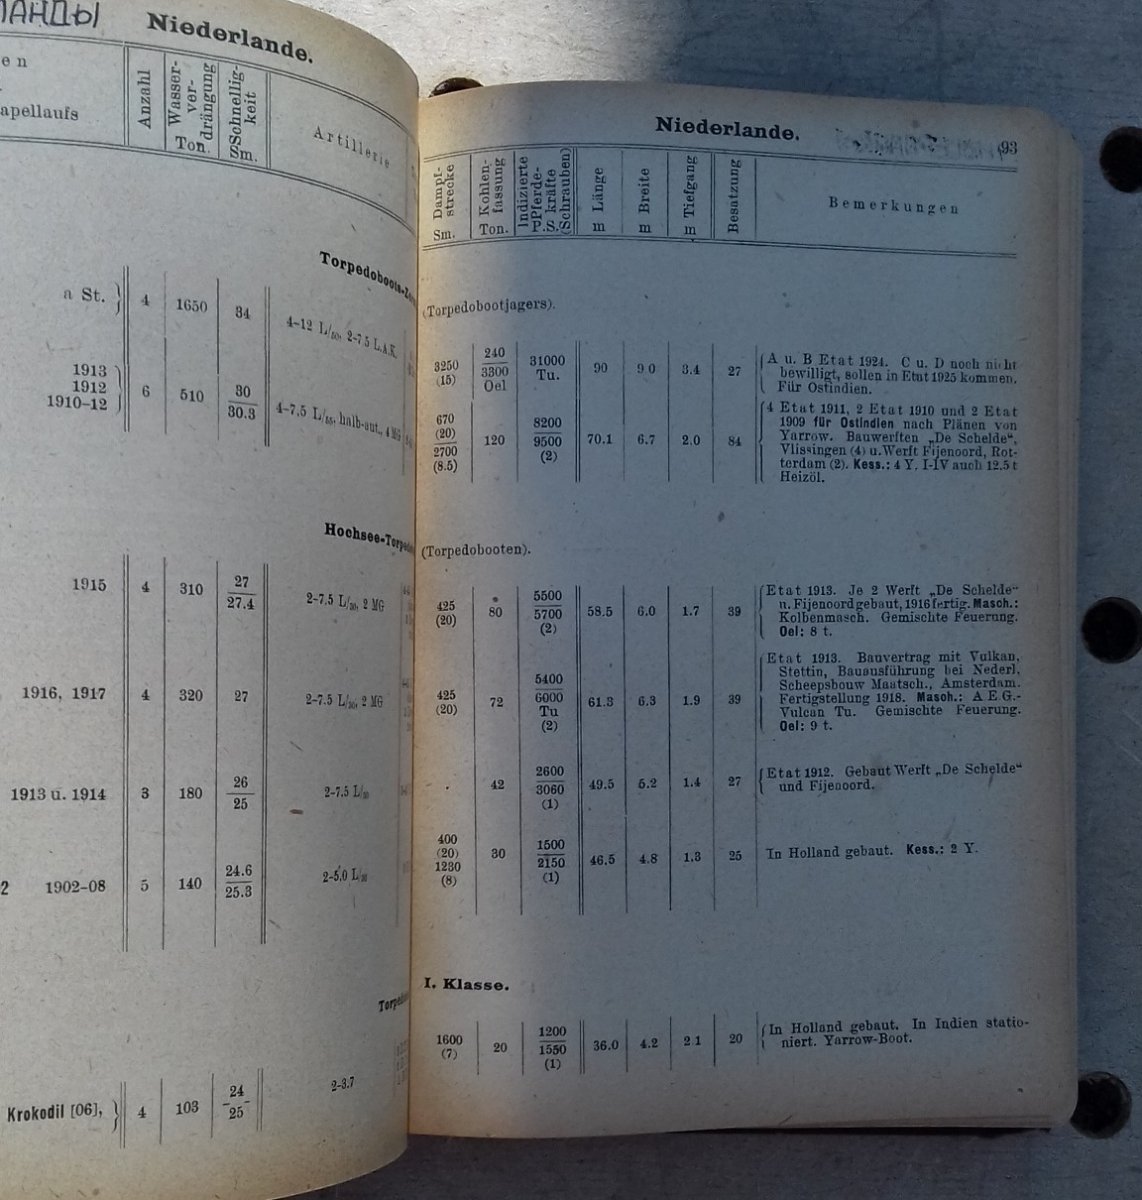 Niederlande.
Anzahl
Wasser-
ver-
drängung
Ton.
Schnellig-
keit
Sm.
Artillerie
Torpedoboots-
a St. 4 1650 34 4–12 L/50, 2–7.5 L.A.K.
1913
1912
1910–12
6 510 30
30.3
4–7,5 L/55, halb-aut., 4 MG
Hochsee-Torpedo
1915 4 310 27
27.4
2–7,5 L/30, 2 MG
1916, 1917 4 320 27 2–7.5 L/30, 2 MG
1913 u. 1914 3 180 26
25
2–7.5 L/30
2 1902–08 5 140 24.6
25.3
2–5,0 L/30
Krokodil [06], 4 103 24
25
2–3.7
Niederlande.
93
Dampf-
strecke
Sm.
Kohlen-
fassung
Ton.
Indizierte
Pferde-
kräfte
P.S. (Schrauben)
Länge
m
Breite
m
Tiefgang
m
Besatzung
Bemerkungen
(Torpedobootjagers).
3250
(15)
240
3300
Oel
31000
Tu.
90 9 0 3.4 27
A u. B Etat 1924. C u. D noch nicht
bewilligt, sollen in Etat 1925 kommen.
Für Ostindien.
670
(20)
2700
(8.5)
120
8200
9500
(2)
70.1 6.7 2.0 84
4 Etat 1911, 2 Etat 1910 und 2 Etat
1909 für Ostindien nach Plänen von
Yarrow. Bauwerften „De Schelde“,
Vlissingen (4) u. Werft Fijenoord, Rot-
terdam (2). Kess.: 4 Y. I-IV auch 12.5 t
Heizöl.
(Torpedobooten).
425
(20)
80
5500
5700
(2)
58.5 6.0 1.7 39
Etat 1913. Je 2 Werft „De Schelde“
u. Fijenoord gebaut, 1916 fertig. Masch.:
Kolbenmasch. Gemischte Feuerung.
Oel: 8 t.
425
(20)
72
5400
6000
Tu
(2)
61.3 6.3 1.9 39
Etat 1913. Bauvertrag mit Vulkan,
Stettin, Bauausführung bei Nederl.
Scheepsbouw Maatsch., Amsterdam.
Fertigstellung 1918. Masch.: A E.G.-
Vulcan Tu. Gemischte Feuerung.
Oel: 9 t.
42
2600
3060
(1)
49.5 5.2 1.4 27
Etat 1912. Gebaut Werft „De Schelde“
und Fijenoord.
400
(20)
1230
(8)
30
1500
2150
(1)
46.5 4.8 1.3 25
In Holland gebaut. Kess.: 2 Y.
I. Klasse.
1600
(7)
20
1200
1550
(1)
36.0 4.2 2 1 20
In Holland gebaut. In Indien statio-
niert. Yarrow-Boot.